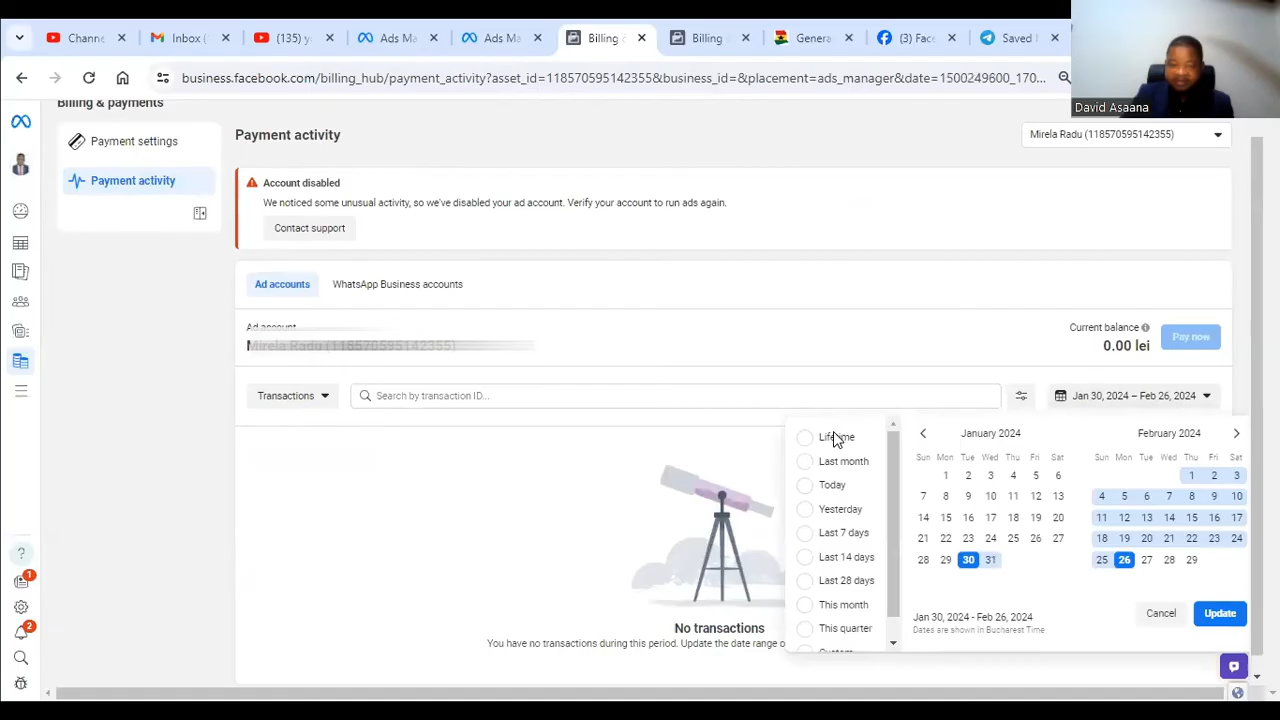 Channe
Inbox (
(135) y
Ads Ma
Ads Ma
Billing &
Billing
Genera
(3) Face
Saved
business.facebook.com/billing_hub/payment_activity?asset_id=118570595142355&business_id=&placement=ads_manager&date=1500249600_170...
David Asaana
Billing & payments
Payment settings
Payment activity
Payment activity
Mirela Radu (118570595142355)
Account disabled
We noticed some unusual activity, so we've disabled your ad account. Verify your account to run ads again.
Contact support
Ad accounts
WhatsApp Business accounts
Ad account
Mirela Radu (118570595142355)
Current balance
0.00 lei
Pay now
Transactions
Search by transaction ID...
Jan 30, 2024 – Feb 26, 2024
Lifetime
Last month
Today
Yesterday
Last 7 days
Last 14 days
Last 28 days
This month
This quarter
Custom
January 2024
Sun Mon Tue Wed Thu Fri Sat
1 2 3 4 5 6
7 8 9 10 11 12 13
14 15 16 17 18 19 20
21 22 23 24 25 26 27
28 29 30 31
February 2024
Sun Mon Tue Wed Thu Fri Sat
1 2 3
4 5 6 7 8 9 10
11 12 13 14 15 16 17
18 19 20 21 22 23 24
25 26 27 28 29
Jan 30, 2024 - Feb 26, 2024
Dates are shown in Bucharest Time
Cancel
Update
No transactions
You have no transactions during this period. Update the date range o
1
2